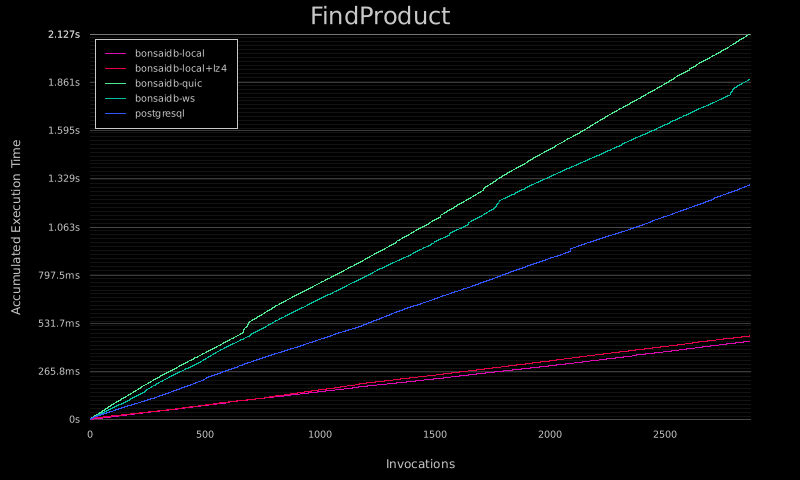 FindProduct
2.127s
1.861s
1.595s
1.329s
1.063s
797.5ms
531.7ms
265.8ms
0s
Accumulated Execution Time
bonsaidb-local
bonsaidb-local+lz4
bonsaidb-quic
bonsaidb-ws
postgresql
0 500 1000 1500 2000 2500
Invocations